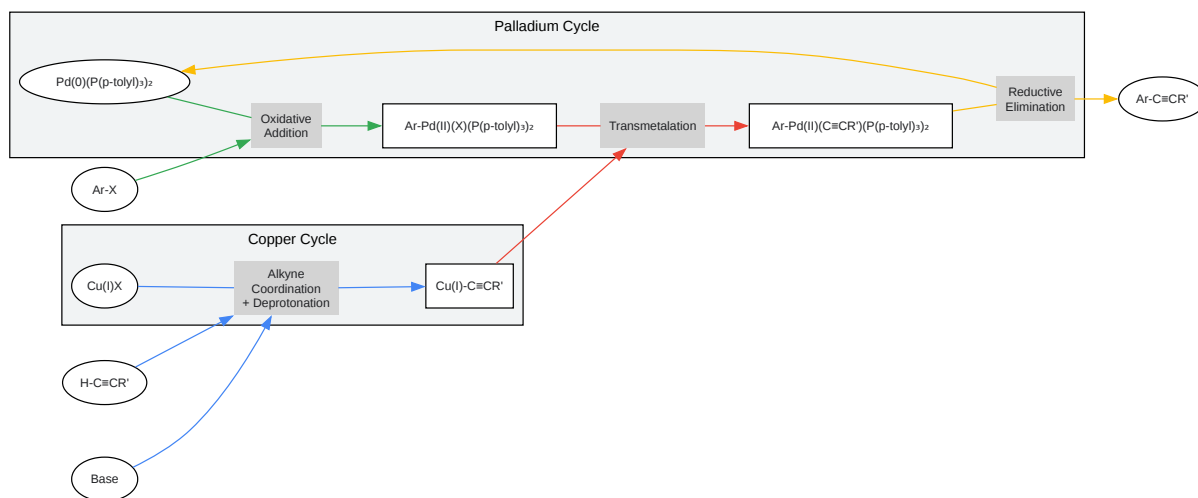 Palladium Cycle
Pd(0)(P(p-tolyl)₃)₂
Oxidative
Addition
Ar-Pd(II)(X)(P(p-tolyl)₃)₂
Transmetalation
Ar-Pd(II)(C≡CR')(P(p-tolyl)₃)₂
Reductive
Elimination
Ar-C≡CR'
Ar-X
Copper Cycle
Cu(I)X
Alkyne
Coordination
+ Deprotonation
Cu(I)-C≡CR'
H-C≡CR'
Base